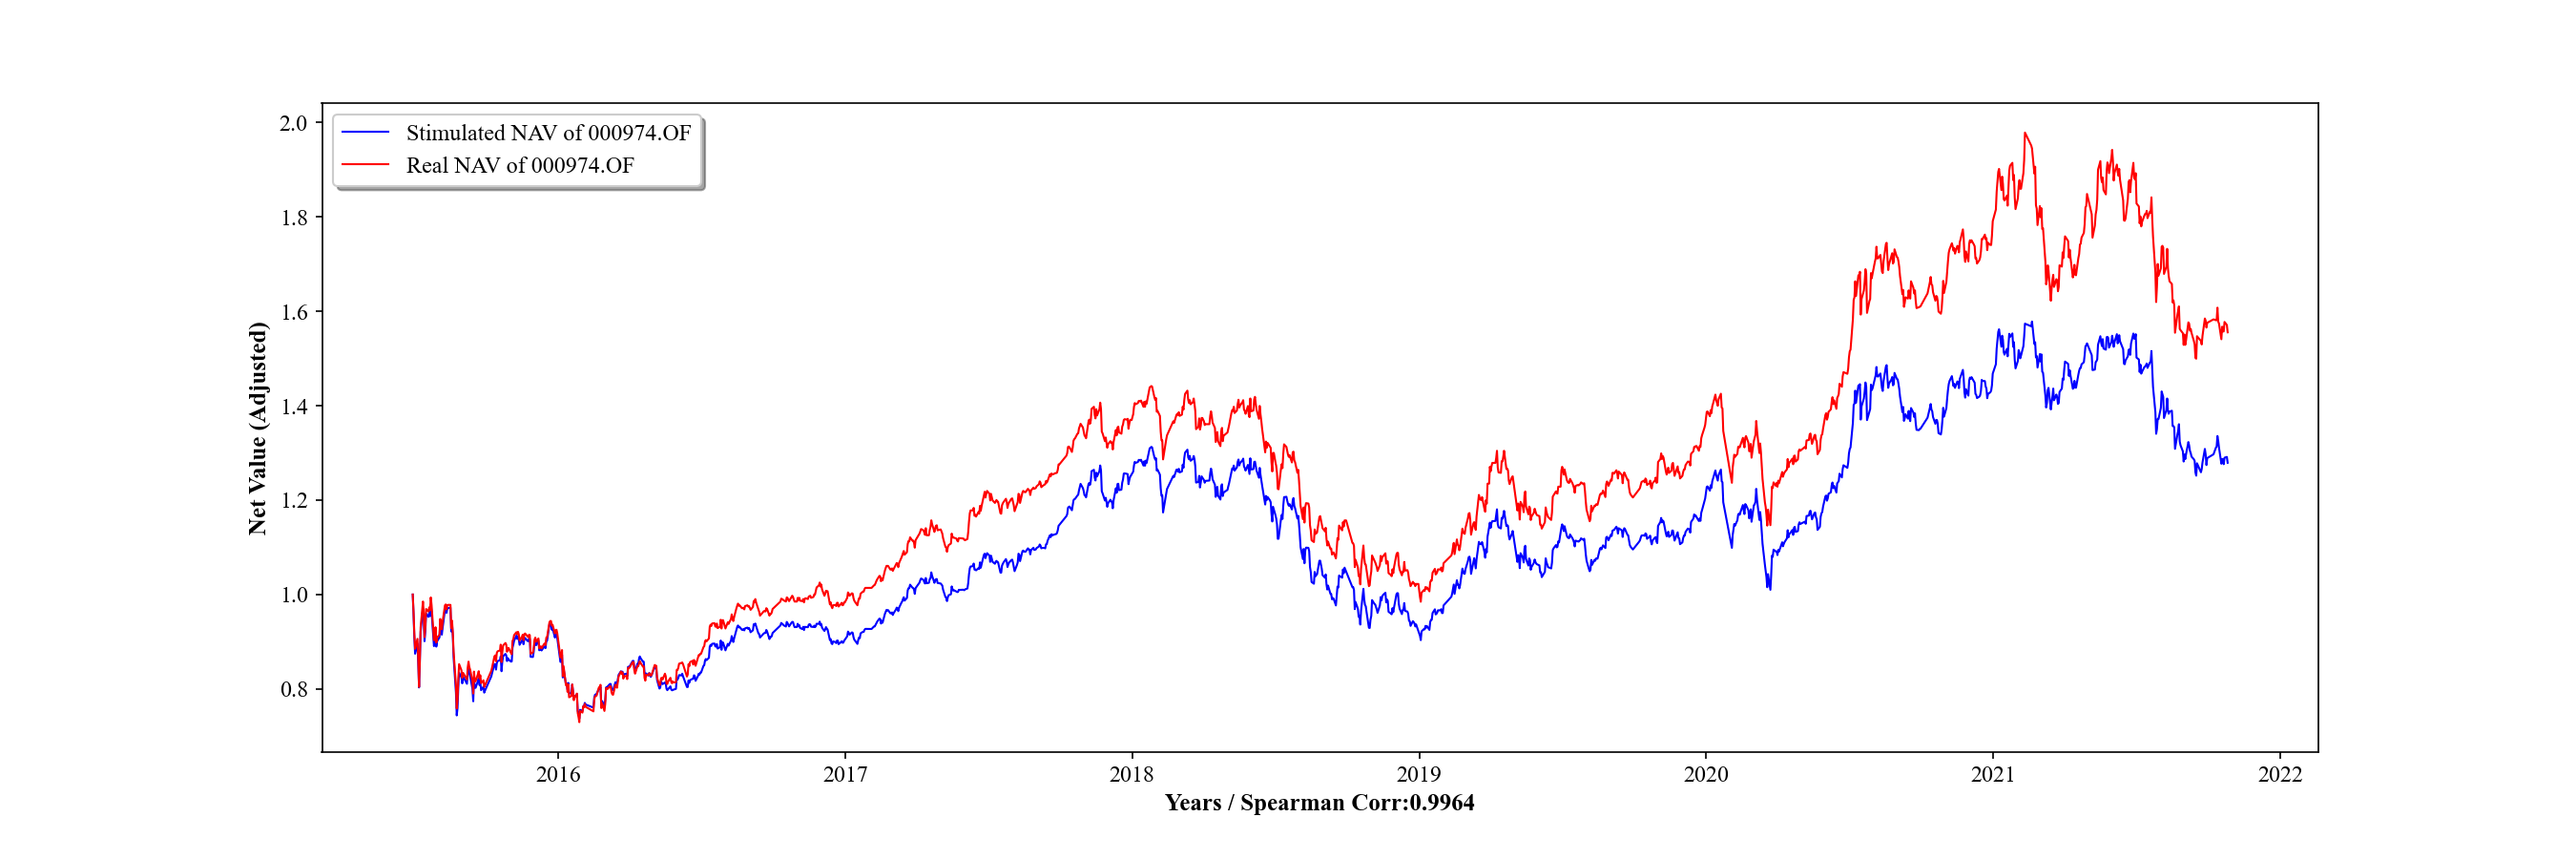 Stimulated NAV of 000974.OF
Real NAV of 000974.OF
Net Value (Adjusted)
2.0
1.8
1.6
1.4
1.2
1.0
0.8
2016 2017 2018 2019 2020 2021 2022
Years / Spearman Corr:0.9964